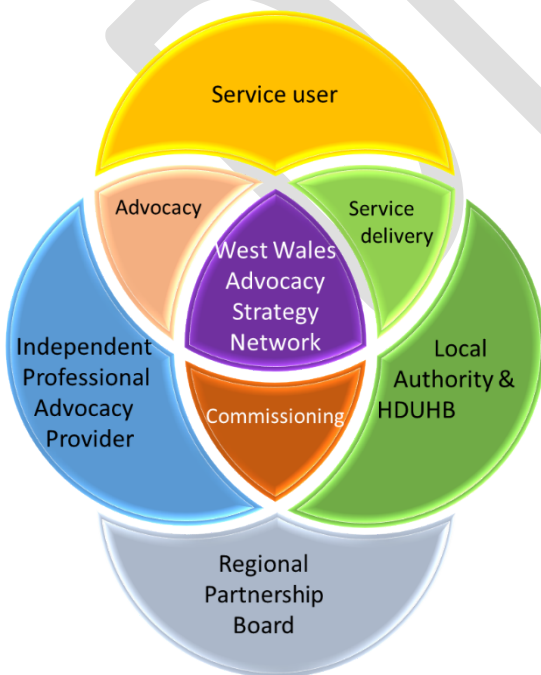 Service user
Advocacy
Service
delivery
West Wales
Advocacy
Strategy
Network
Independent
Professional
Advocacy
Provider
Local
Authority &
HDUHB
Commissioning
Regional
Partnership
Board